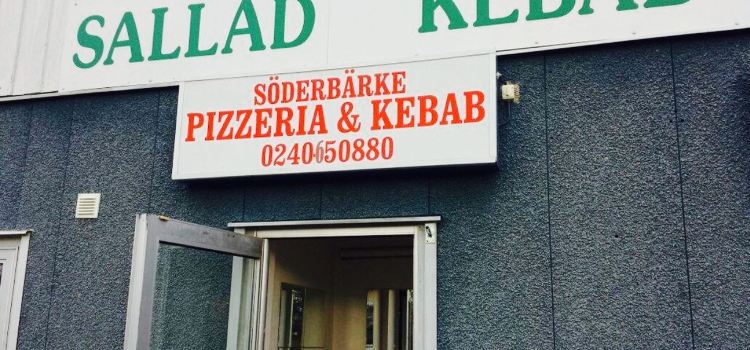 SALLAD KEBAB
SÖDERBÄRKE
PIZZERIA & KEBAB
0240650880